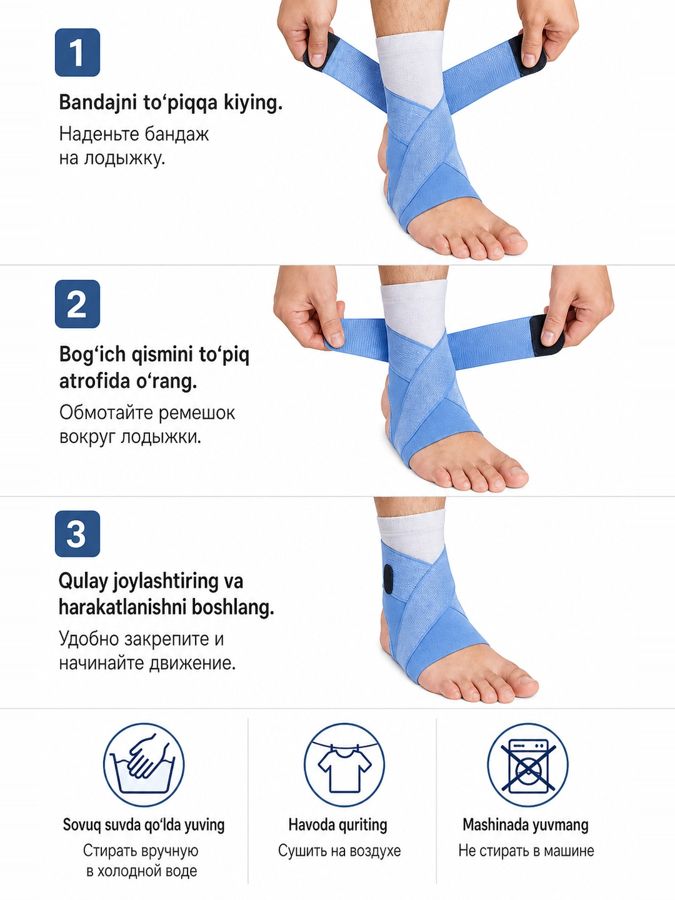 1
Bandajni to‘piqqa kiying.
Наденьте бандаж
на лодыжку.
2
Bog‘ich qismini to‘piq
atrofida o‘rang.
Обмотайте ремешок
вокруг лодыжки.
3
Qulay joylashtiring va
harakatlanishni boshlang.
Удобно закрепите и
начинайте движение.
Sovuq suvda qo‘lda yuving
Стирать вручную
в холодной воде
Havoda quriting
Сушить на воздухе
Mashinada yuvmang
Не стирать в машине